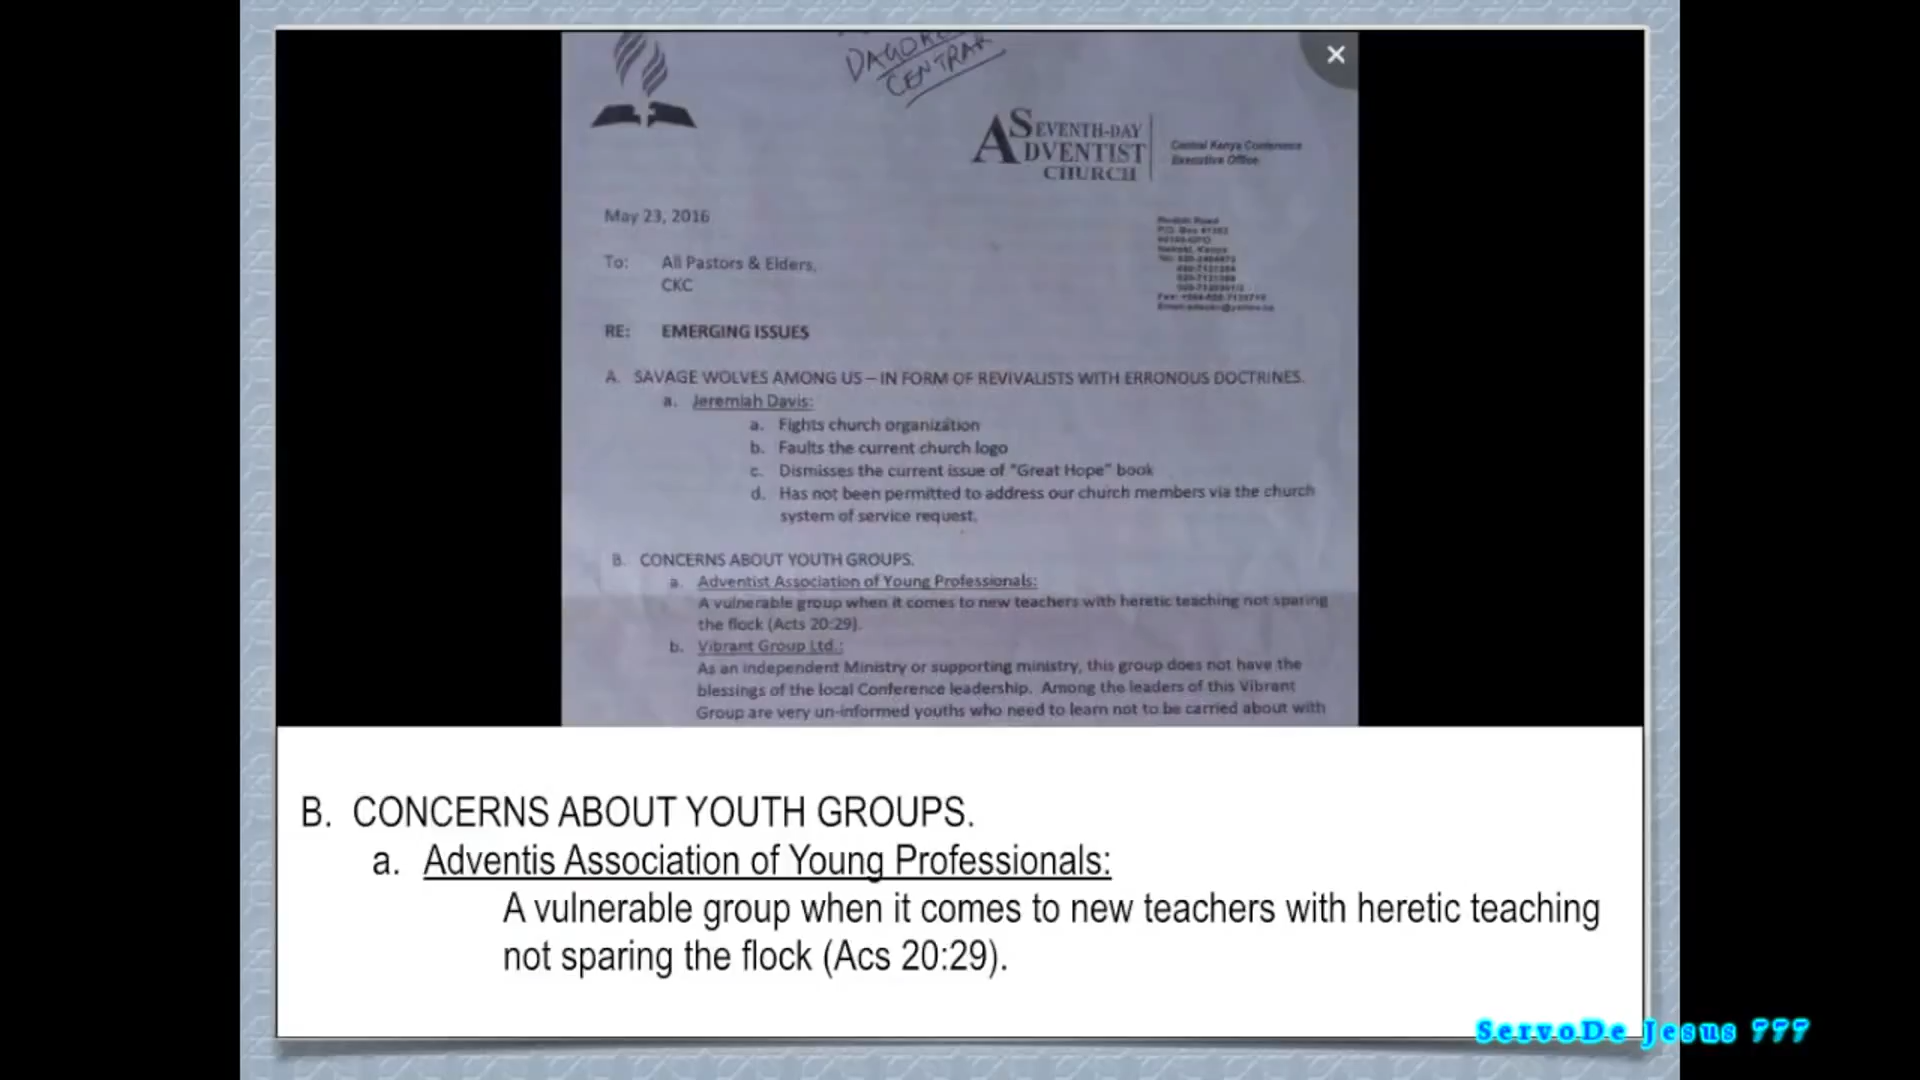 DAGORETTI
CENTRAL
SEVENTH-DAY
ADVENTIST
CHURCH
Central Kenya Conference
Executive Office
May 23, 2016
To: All Pastors & Elders,
CKC
P.O. Box
Nairobi, Kenya
RE: EMERGING ISSUES
A. SAVAGE WOLVES AMONG US – IN FORM OF REVIVALISTS WITH ERRONOUS DOCTRINES.
a. Jeremiah Davis:
a. Fights church organization
b. Faults the current church logo
c. Dismisses the current issue of "Great Hope" book
d. Has not been permitted to address our church members via the church
system of service request.
B. CONCERNS ABOUT YOUTH GROUPS.
a. Adventist Association of Young Professionals:
A vulnerable group when it comes to new teachers with heretic teaching not sparing
the flock (Acts 20:29).
b. Vibrant Group Ltd.:
As an independent Ministry or supporting ministry, this group does not have the
blessings of the local Conference leadership. Among the leaders of this Vibrant
Group are very un-informed youths who need to learn not to be carried about with
B. CONCERNS ABOUT YOUTH GROUPS.
a. Adventis Association of Young Professionals:
A vulnerable group when it comes to new teachers with heretic teaching
not sparing the flock (Acs 20:29).
ServoDe Jesus 777